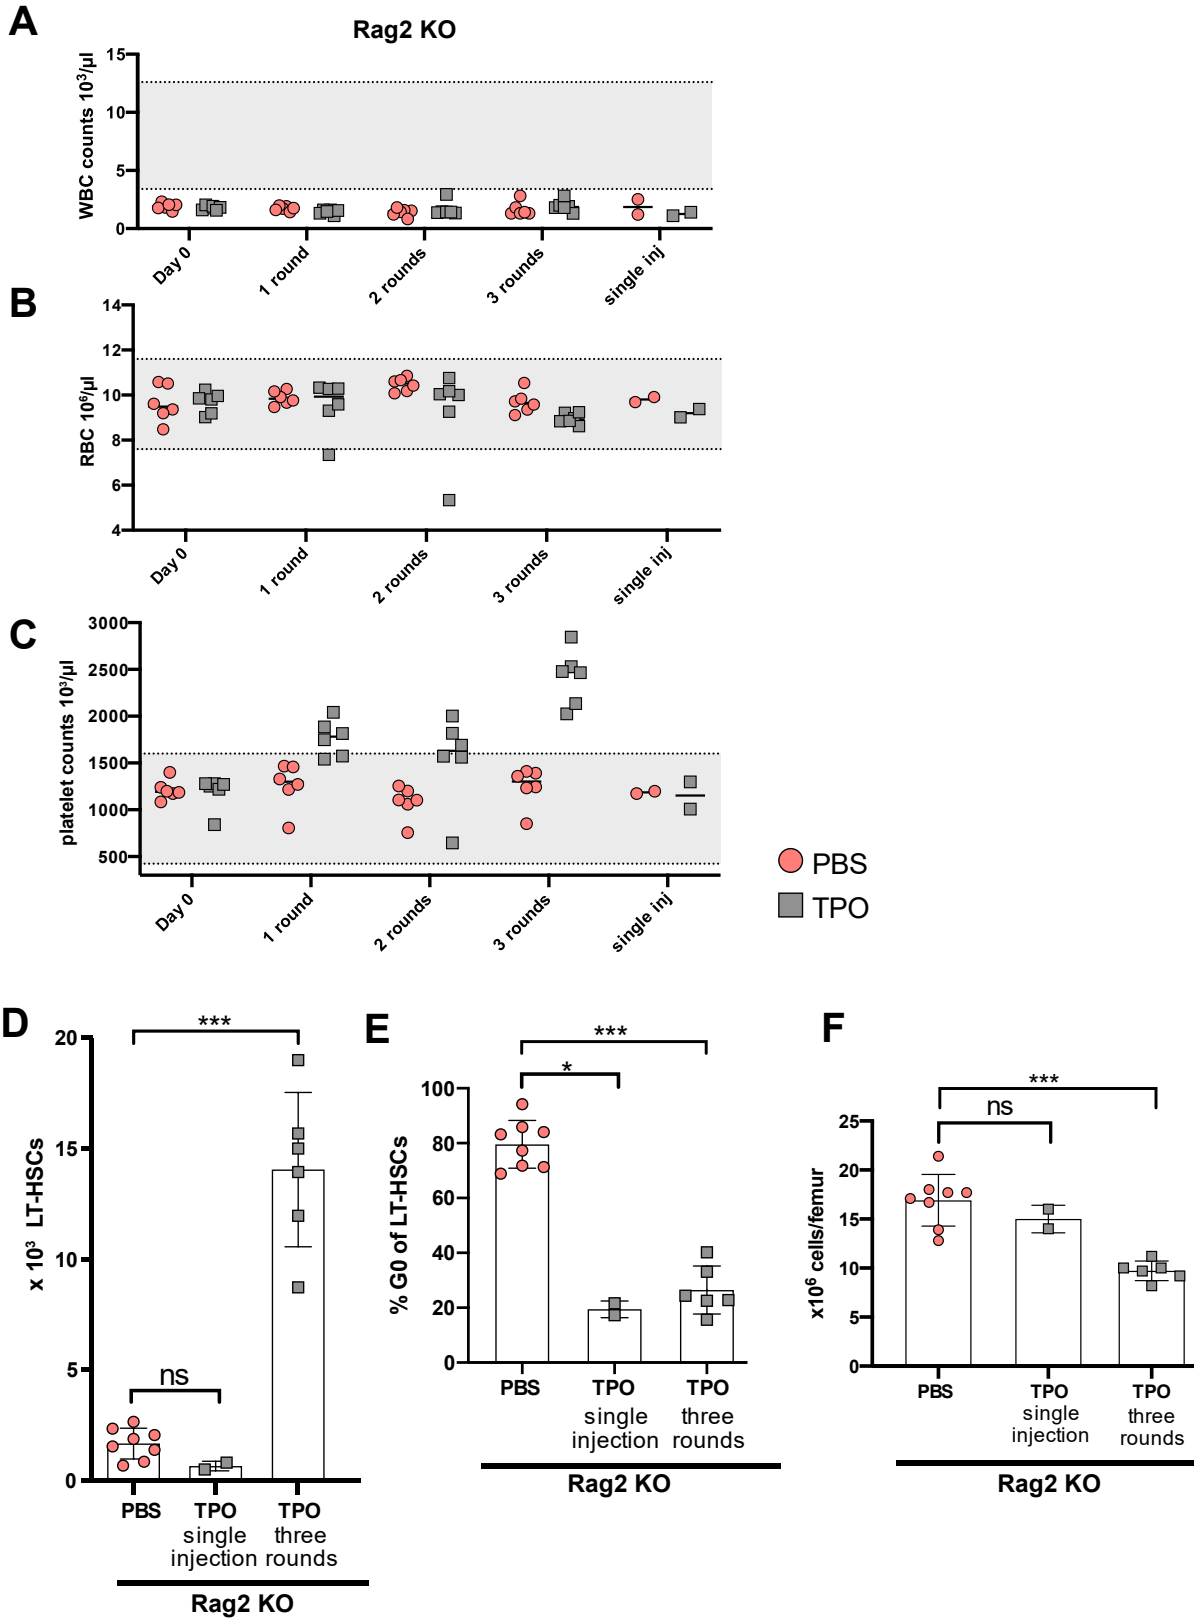 A
Rag2 KO
WBC counts 10³/µl
15
10
5
0
Day 0
1 round
2 rounds
3 rounds
single inj
B
RBC 10⁶/µl
14
12
10
8
6
4
Day 0
1 round
2 rounds
3 rounds
single inj
C
platelet counts 10³/µl
3000
2500
2000
1500
1000
500
Day 0
1 round
2 rounds
3 rounds
single inj
PBS
TPO
D
x 10³ LT-HSCs
20
15
10
5
0
***
ns
PBS
TPO
single
injection
TPO
three
rounds
Rag2 KO
E
% G0 of LT-HSCs
100
80
60
40
20
0
***
*
PBS
TPO
single
injection
TPO
three
rounds
Rag2 KO
F
x10⁶ cells/femur
25
20
15
10
5
0
***
ns
PBS
TPO
single
injection
TPO
three
rounds
Rag2 KO